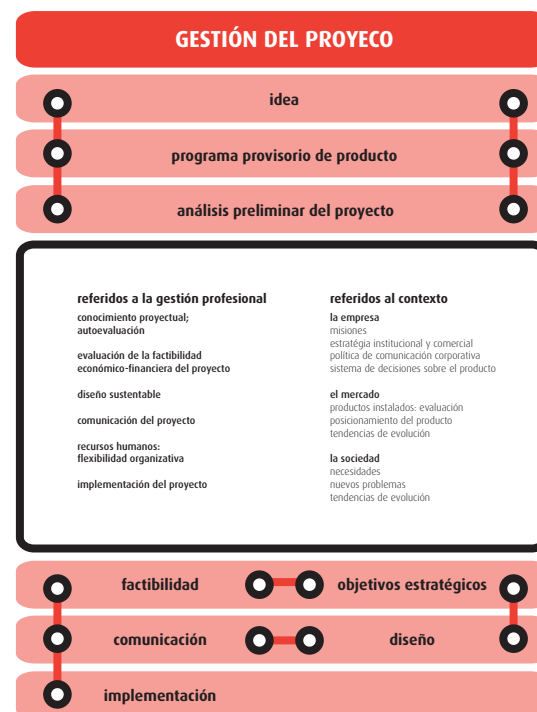 GESTIÓN DEL PROYECO
idea
programa provisorio de producto
análisis preliminar del proyecto
referidos a la gestión profesional
conocimiento proyectual;
autoevaluación
evaluación de la factibilidad
económico-financiera del proyecto
diseño sustentable
comunicación del proyecto
recursos humanos:
flexibilidad organizativa
implementación del proyecto
referidos al contexto
la empresa
misiones
estratégia institucional y comercial
política de comunicación corporativa
sistema de decisiones sobre el producto
el mercado
productos instalados: evaluación
posicionamiento del producto
tendencias de evolución
la sociedad
necesidades
nuevos problemas
tendencias de evolución
factibilidad
objetivos estratégicos
comunicación
diseño
implementación